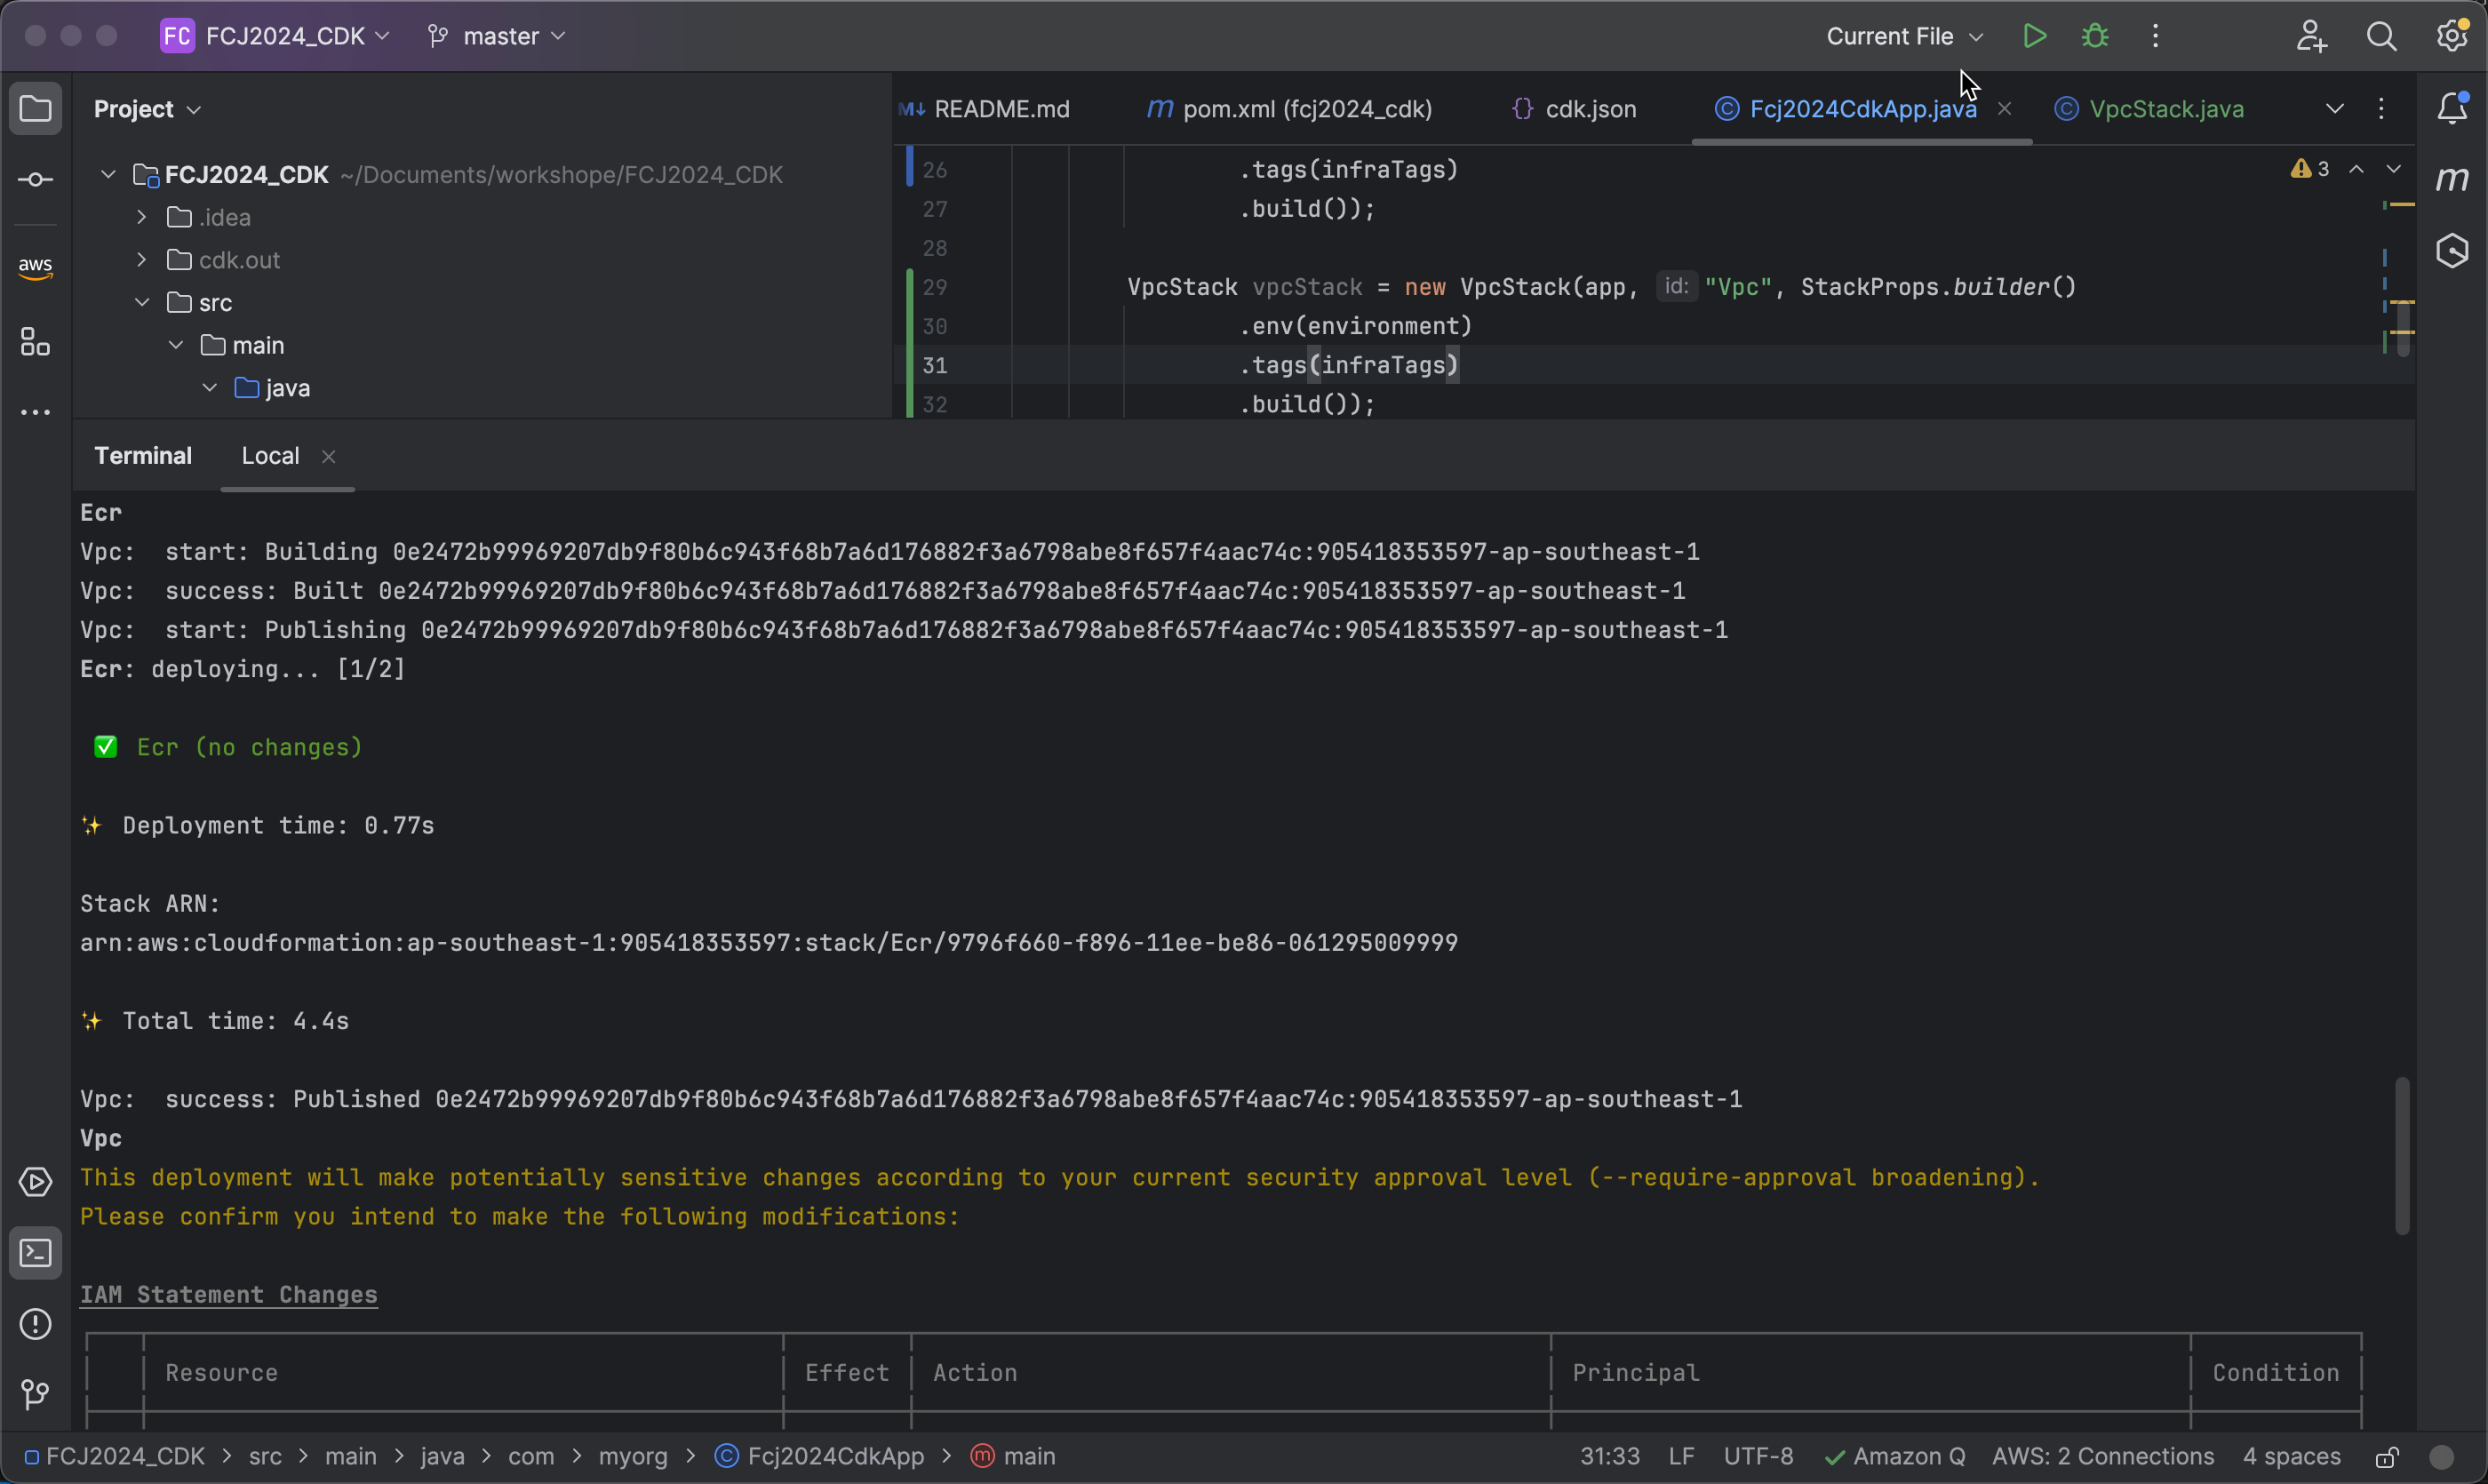 FC FCJ2024_CDK master Current File
Project
README.md pom.xml (fcj2024_cdk) cdk.json Fcj2024CdkApp.java VpcStack.java
FCJ2024_CDK ~/Documents/workshope/FCJ2024_CDK
.idea
cdk.out
src
main
java
aws
3
26 .tags(infraTags)
27 .build());
28
29 VpcStack vpcStack = new VpcStack(app, id: "Vpc", StackProps.builder()
30 .env(environment)
31 .tags(infraTags)
32 .build());
Terminal Local
Ecr
Vpc:  start: Building 0e2472b99969207db9f80b6c943f68b7a6d176882f3a6798abe8f657f4aac74c:905418353597-ap-southeast-1
Vpc:  success: Built 0e2472b99969207db9f80b6c943f68b7a6d176882f3a6798abe8f657f4aac74c:905418353597-ap-southeast-1
Vpc:  start: Publishing 0e2472b99969207db9f80b6c943f68b7a6d176882f3a6798abe8f657f4aac74c:905418353597-ap-southeast-1
Ecr: deploying... [1/2]
✅ Ecr (no changes)
✨ Deployment time: 0.77s
Stack ARN:
arn:aws:cloudformation:ap-southeast-1:905418353597:stack/Ecr/9796f660-f896-11ee-be86-061295009999
✨ Total time: 4.4s
Vpc:  success: Published 0e2472b99969207db9f80b6c943f68b7a6d176882f3a6798abe8f657f4aac74c:905418353597-ap-southeast-1
Vpc
This deployment will make potentially sensitive changes according to your current security approval level (--require-approval broadening).
Please confirm you intend to make the following modifications:
IAM Statement Changes
Resource Effect Action Principal Condition
FCJ2024_CDK > src > main > java > com > myorg > Fcj2024CdkApp > main 31:33 LF UTF-8 Amazon Q AWS: 2 Connections 4 spaces